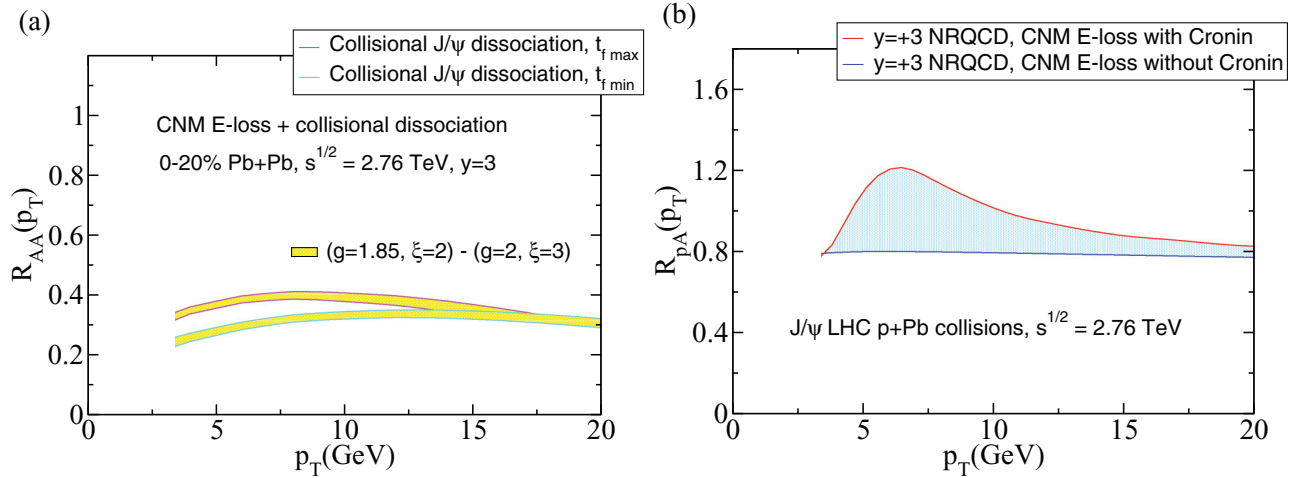 (a)
Collisional J/ψ dissociation, t_f max
Collisional J/ψ dissociation, t_f min
CNM E-loss + collisional dissociation
0-20% Pb+Pb, s^1/2 = 2.76 TeV, y=3
(g=1.85, ξ=2) - (g=2, ξ=3)
R_AA(p_T)
1
0.8
0.6
0.4
0.2
0
0 5 10 15 20
p_T(GeV)
(b)
y=+3 NRQCD, CNM E-loss with Cronin
y=+3 NRQCD, CNM E-loss without Cronin
J/ψ LHC p+Pb collisions, s^1/2 = 2.76 TeV
R_pA(p_T)
1.6
1.2
0.8
0.4
0
0 5 10 15 20
p_T(GeV)